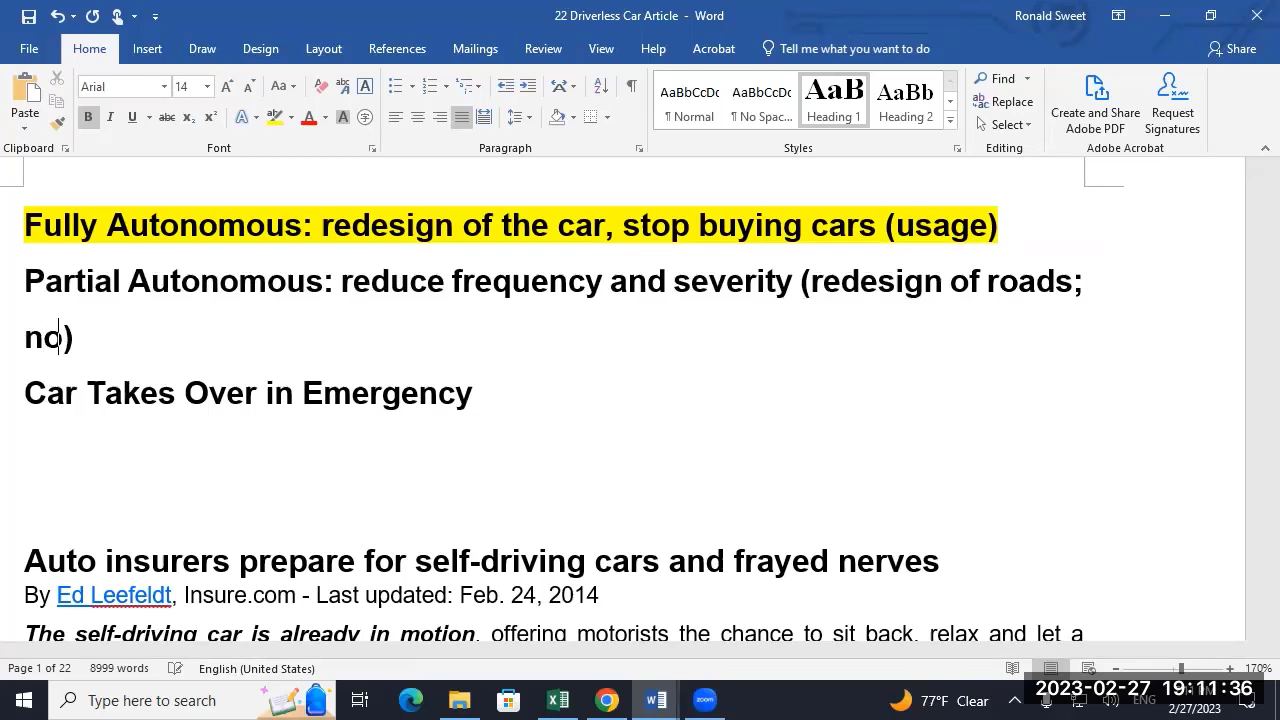 22 Driverless Car Article - Word
Ronald Sweet
File Home Insert Draw Design Layout References Mailings Review View Help Acrobat Tell me what you want to do Share
Paste
Clipboard
Arial 14
Font
Paragraph
AaBbCcDc AaBbCcDc AaB AaBb
¶ Normal ¶ No Spac... Heading 1 Heading 2
Styles
Find
Replace
Select
Editing
Create and Share Adobe PDF
Request Signatures
Adobe Acrobat
Fully Autonomous: redesign of the car, stop buying cars (usage)
Partial Autonomous: reduce frequency and severity (redesign of roads;
no)
Car Takes Over in Emergency
Auto insurers prepare for self-driving cars and frayed nerves
By Ed Leefeldt, Insure.com - Last updated: Feb. 24, 2014
The self-driving car is already in motion, offering motorists the chance to sit back, relax and let a
Page 1 of 22 8999 words English (United States) 170%
Type here to search
77°F Clear
ENG
2023-02-27 19:11:36
2/27/2023